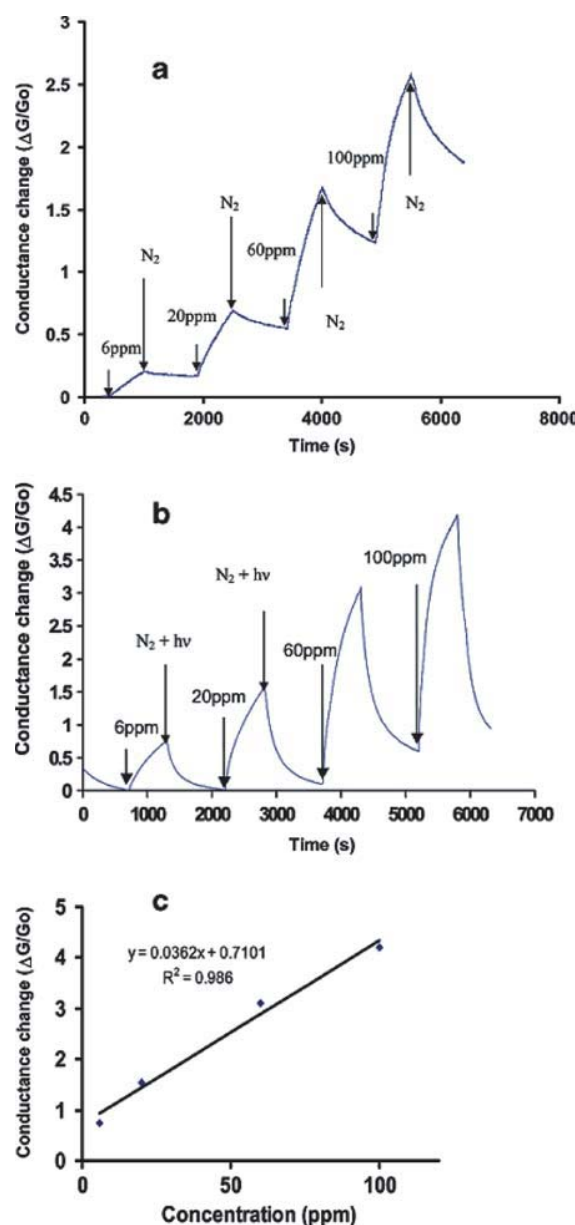 a
Conductance change (ΔG/Go)
3
2.5
2
1.5
1
0.5
0
6ppm
N₂
20ppm
N₂
60ppm
N₂
100ppm
N₂
0
2000
4000
6000
8000
Time (s)
b
Conductance change (ΔG/Go)
4.5
4
3.5
3
2.5
2
1.5
1
0.5
0
6ppm
N₂ + hν
20ppm
N₂ + hν
60ppm
100ppm
0
1000
2000
3000
4000
5000
6000
7000
Time (s)
c
Conductance change (ΔG/Go)
5
4
3
2
1
0
y = 0.0362x + 0.7101
R² = 0.986
0
50
100
Concentration (ppm)